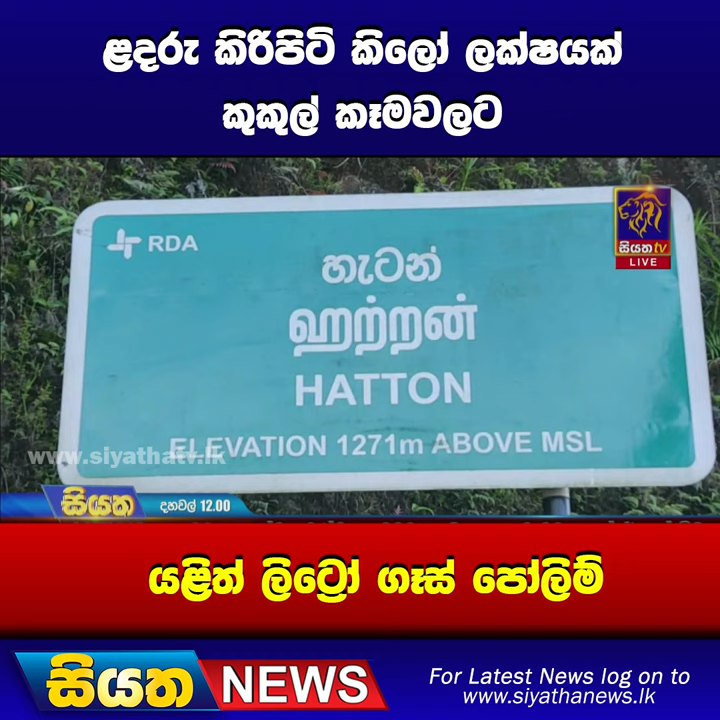 ළදරු කිරිපිටි කිලෝ ලක්ෂයක්
කුකුල් කෑමවලට
RDA
සියත tv
LIVE
හැටන්
ஹற்றன்
HATTON
ELEVATION 1271m ABOVE MSL
www.siyathatv.lk
සියත දහවල් 12.00
යළිත් ලිට්‍රෝ ගෑස් පෝලිම්
සියත NEWS
For Latest News log on to
www.siyathanews.lk